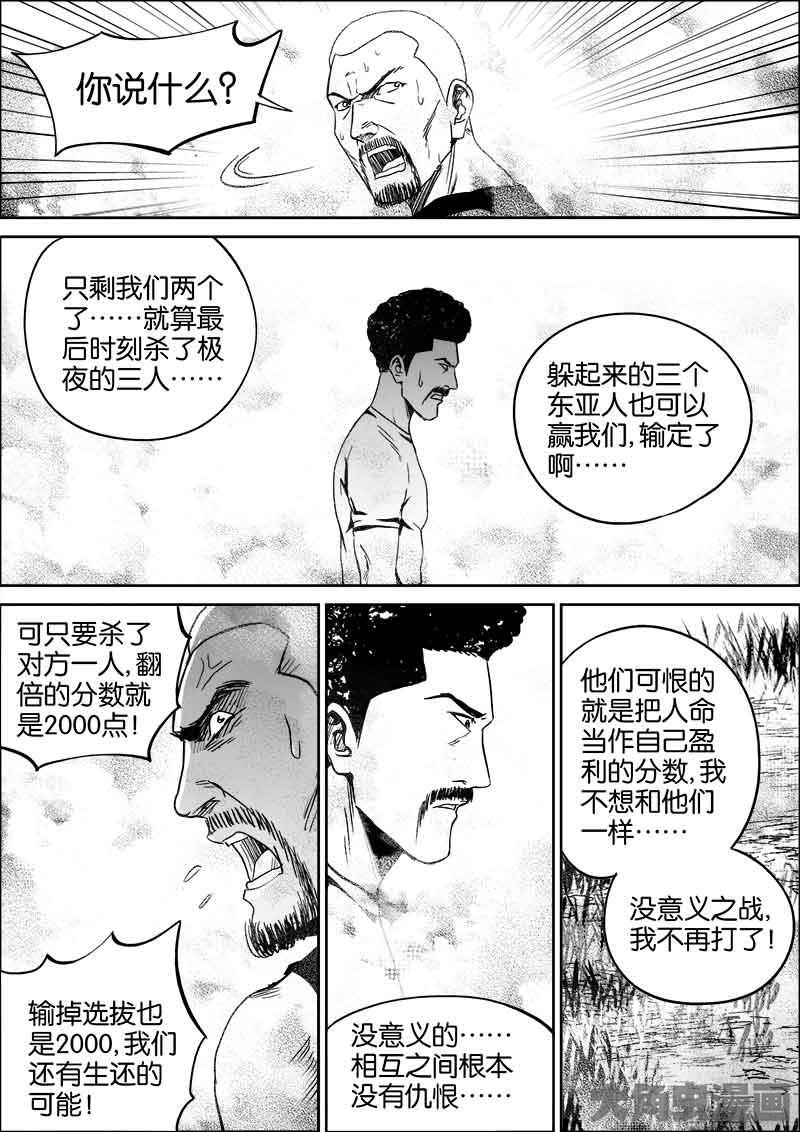 你说什么？
只剩我们两个
了……就算最
后时刻杀了极
夜的三人……
躲起来的三个
东亚人也可以
赢我们，输定了
啊……
可只要杀了
对方一人，翻
倍的分数就
是2000点！
输掉选拔也
是2000，我们
还有生还的
可能！
没意义的……
相互之间根本
没有仇恨……
他们可恨的
就是把人命
当作自己盈
利的分数，我
不想和他们
一样……
没意义之战，
我不再打了！
大角虫漫画